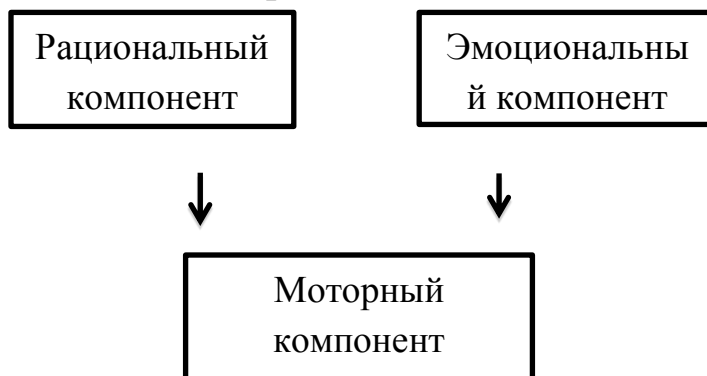 Рациональный
компонент
Эмоциональны
й компонент
Моторный
компонент